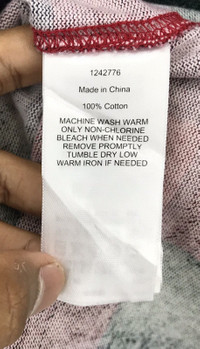 1242776
Made in China
100% Cotton
MACHINE WASH WARM
ONLY NON-CHLORINE
BLEACH WHEN NEEDED
REMOVE PROMPTLY
TUMBLE DRY LOW
WARM IRON IF NEEDED